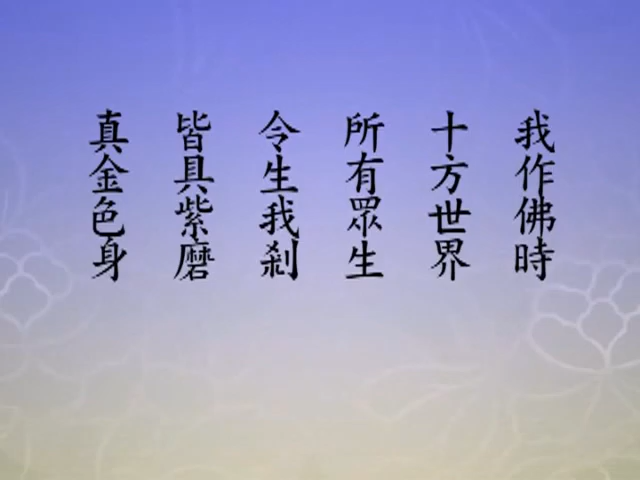 我作佛時
十方世界
所有眾生
令生我剎
皆具紫磨
真金色身